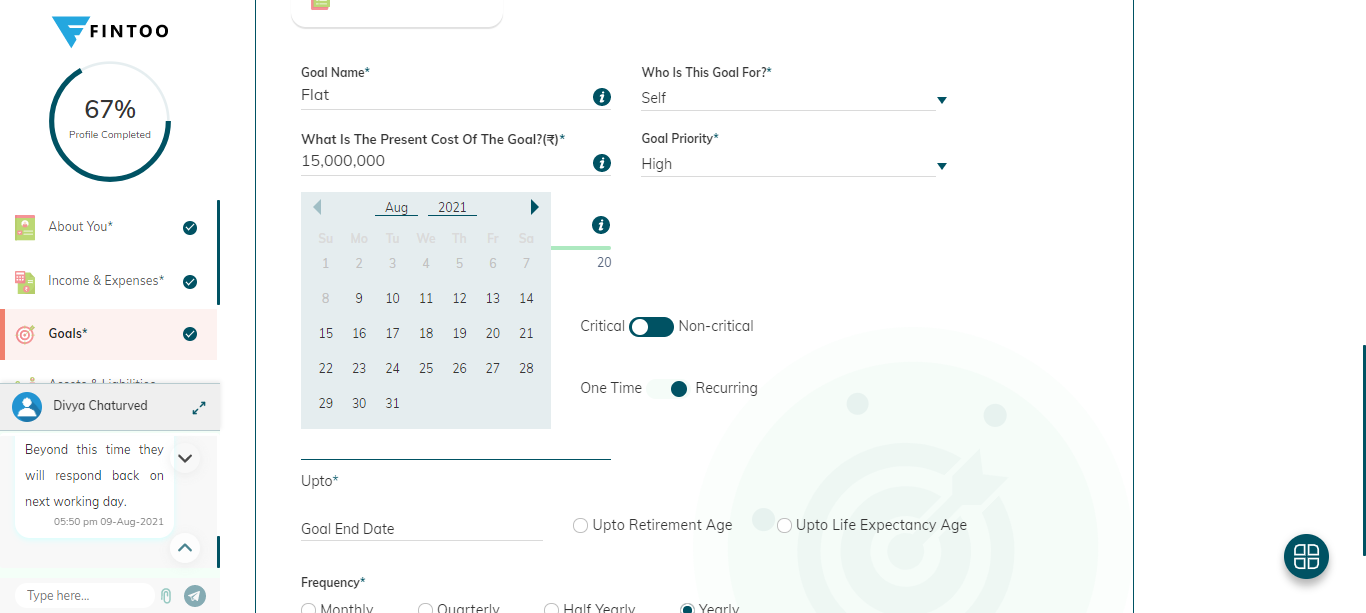 FINTOO
67%
Profile Completed
About You*
Income & Expenses*
Goals*
Assets & Liabilities
Divya Chaturved
Beyond this time they
will respond back on
next working day.
05:50 pm 09-Aug-2021
Type here...
Goal Name*
Flat
Who Is This Goal For?*
Self
What Is The Present Cost Of The Goal?(₹)*
15,000,000
Goal Priority*
High
Aug 2021
Su Mo Tu We Th Fr Sa
1 2 3 4 5 6 7
8 9 10 11 12 13 14
15 16 17 18 19 20 21
22 23 24 25 26 27 28
29 30 31
20
Critical Non-critical
One Time Recurring
Upto*
Goal End Date
Upto Retirement Age Upto Life Expectancy Age
Frequency*
Monthly Quarterly Half Yearly Yearly